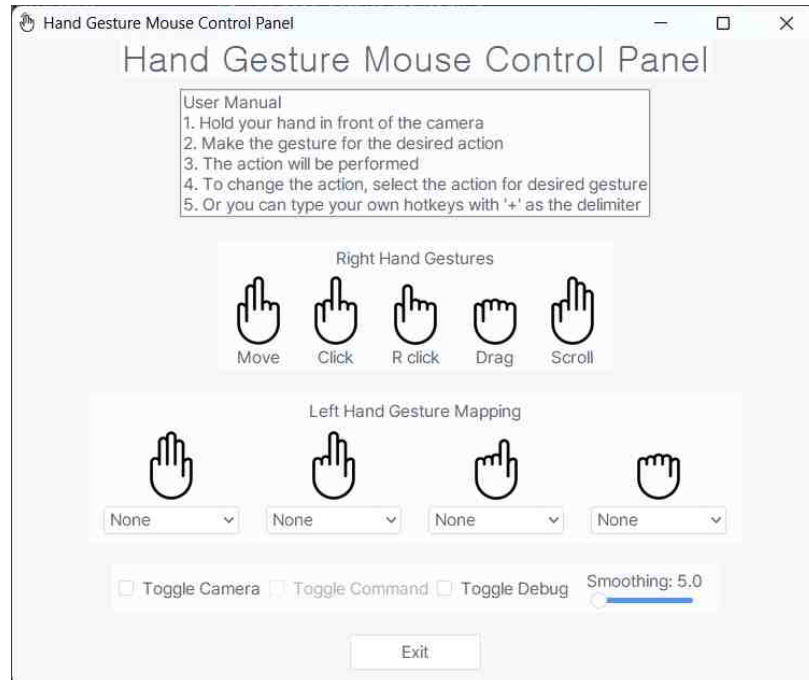 Hand Gesture Mouse Control Panel
Hand Gesture Mouse Control Panel
User Manual
1. Hold your hand in front of the camera
2. Make the gesture for the desired action
3. The action will be performed
4. To change the action, select the action for desired gesture
5. Or you can type your own hotkeys with '+' as the delimiter
Right Hand Gestures
Move Click R click Drag Scroll
Left Hand Gesture Mapping
None None None None
Toggle Camera Toggle Command Toggle Debug Smoothing: 5.0
Exit